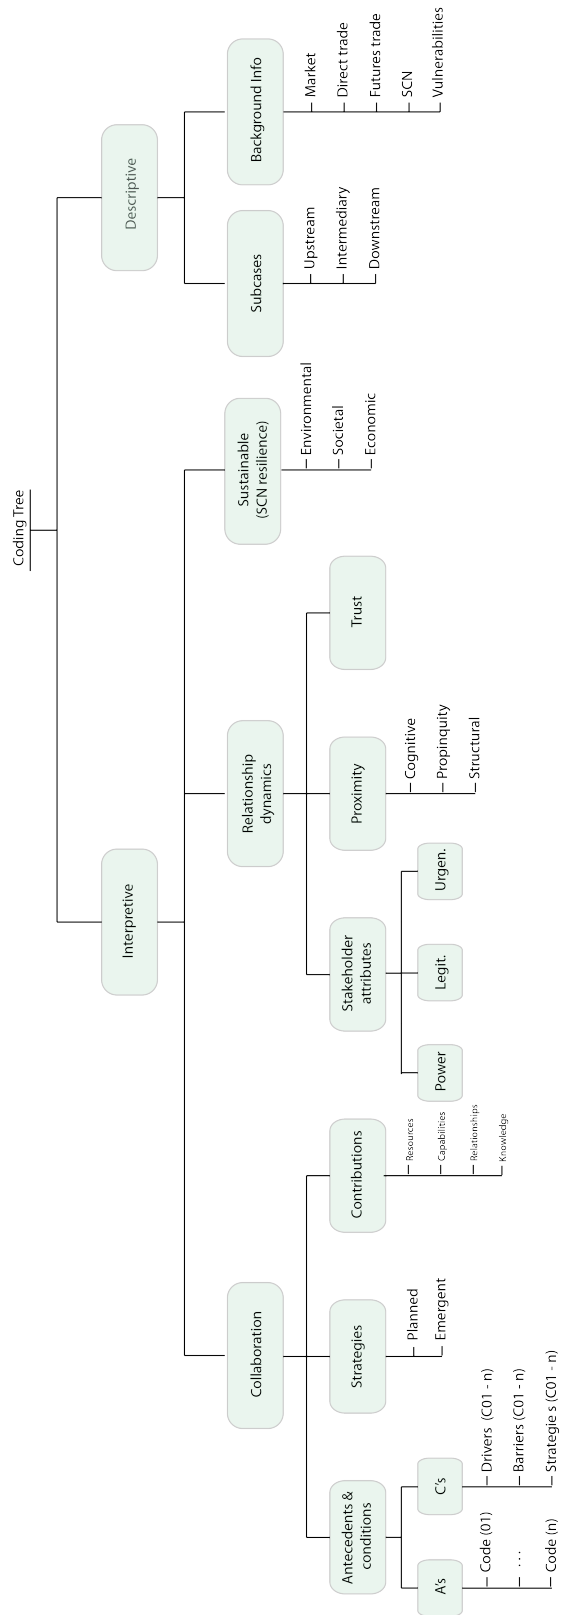 Coding Tree
Interpretive
Descriptive
Collaboration
Relationship
dynamics
Sustainable
(SCN resilience)
Subcases
Background Info
Antecedents &
conditions
Strategies
Contributions
Stakeholder
attributes
Proximity
Trust
Environmental
Societal
Economic
Upstream
Intermediary
Downstream
Market
Direct trade
Futures trade
SCN
Vulnerabilities
A's
C's
Planned
Emergent
Resources
Capabilities
Relationships
Knowledge
Power
Legit.
Urgen.
Cognitive
Propinquity
Structural
Code (01)
. . .
Code (n)
Drivers (C01 - n)
Barriers (C01 - n)
Strategie s (C01 - n)